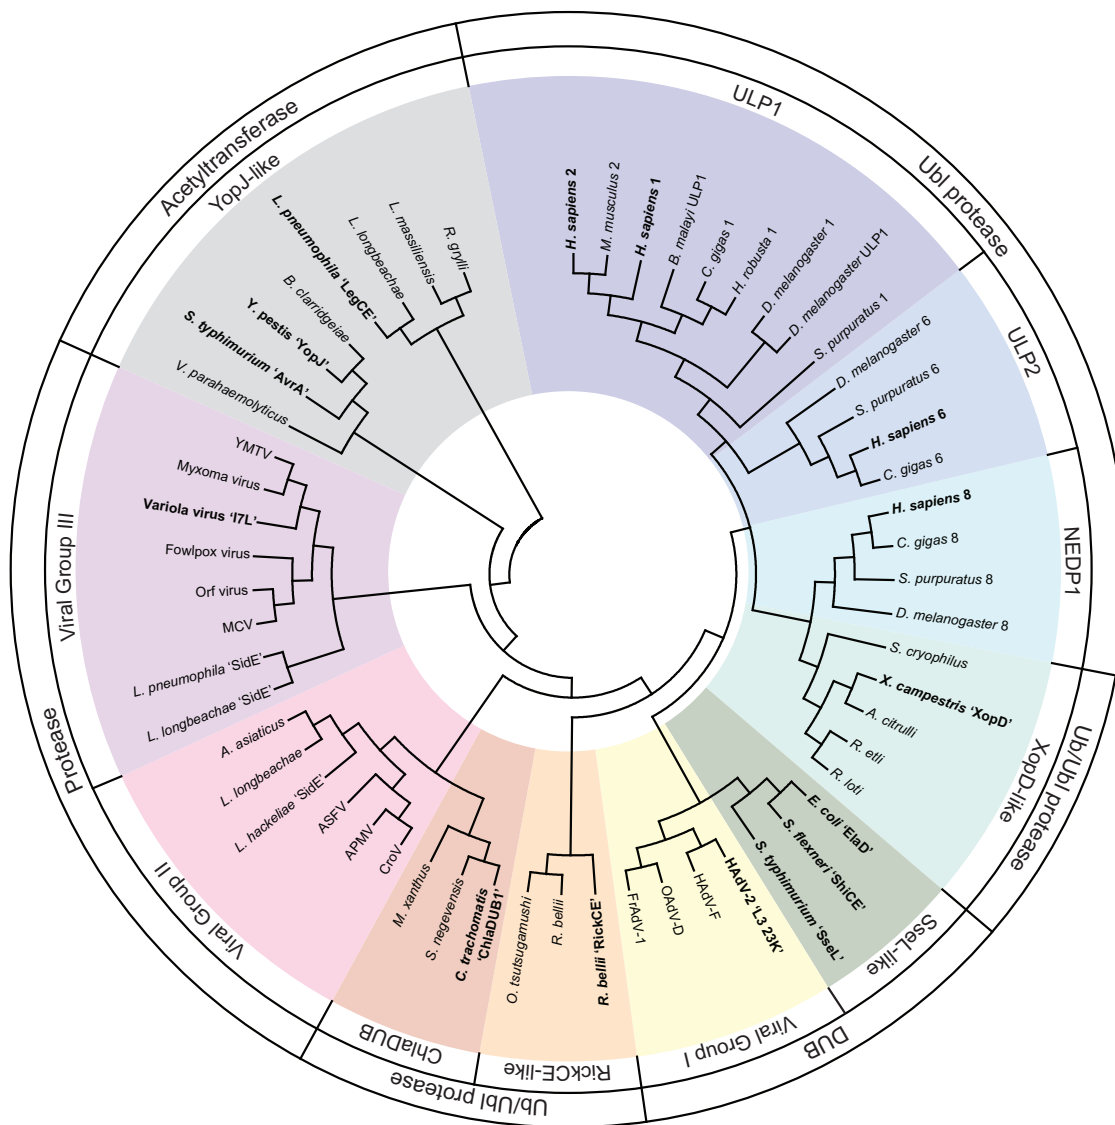 Acetyltransferase
YopJ-like
L. pneumophila 'LegCE'
L. longbeachae
L. massiliensis
R. grylli
B. clarridgeiae
Y. pestis 'YopJ'
S. typhimurium 'AvrA'
V. parahaemolyticus
Ubl protease
ULP1
H. sapiens 2
M. musculus 2
H. sapiens 1
B. malayi ULP1
C. gigas 1
H. robusta 1
D. melanogaster 1
D. melanogaster ULP1
S. purpuratus 1
ULP2
D. melanogaster 6
S. purpuratus 6
H. sapiens 6
C. gigas 6
NEDP1
H. sapiens 8
C. gigas 8
S. purpuratus 8
D. melanogaster 8
Ub/Ubl protease
XopD-like
S. cryophilus
X. campestris 'XopD'
A. citrulli
R. etli
R. loti
DUB
SseL-like
E. coli 'ElaD'
S. flexneri 'ShiCE'
S. typhimurium 'SseL'
Viral Group I
HAdV-2 'L3 23K'
HAdV-F
OAdV-D
FrAdV-1
Ub/Ubl protease
RickCE-like
R. bellii 'RickCE'
R. bellii
O. tsutsugamushi
ChlaDUB
C. trachomatis
'ChlaDUB1'
S. negevensis
M. xanthus
Protease
Viral Group II
CroV
APMV
ASFV
L. hackeliae 'SidE'
L. longbeachae
A. asiaticus
Viral Group III
L. longbeachae 'SidE'
L. pneumophila 'SidE'
MCV
Orf virus
Fowlpox virus
Variola virus 'I7L'
Myxoma virus
YMTV